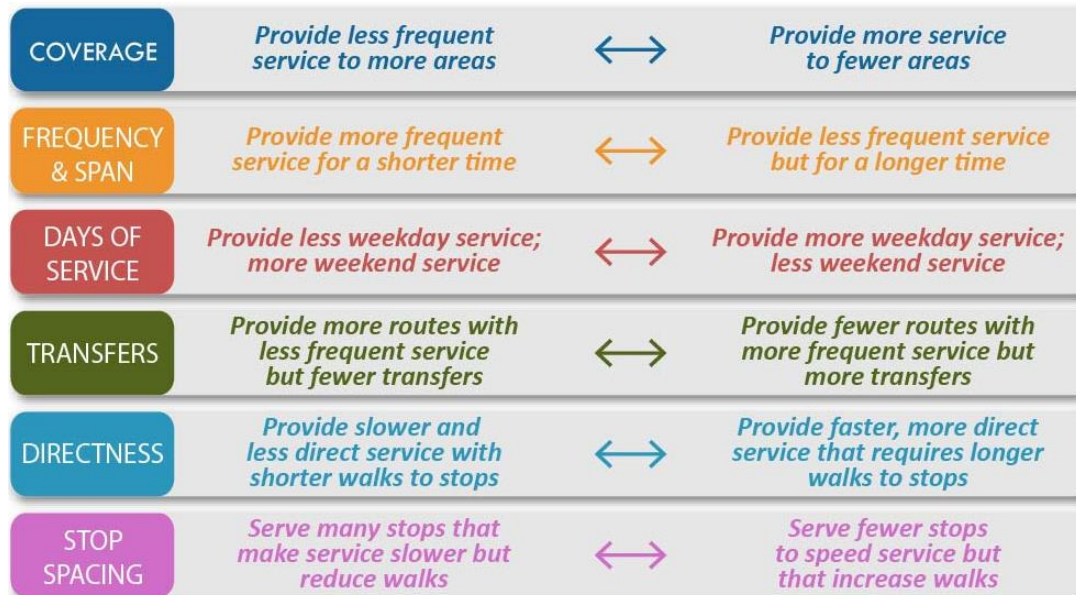 COVERAGE
Provide less frequent
service to more areas
Provide more service
to fewer areas
FREQUENCY
& SPAN
Provide more frequent
service for a shorter time
Provide less frequent service
but for a longer time
DAYS OF
SERVICE
Provide less weekday service;
more weekend service
Provide more weekday service;
less weekend service
TRANSFERS
Provide more routes with
less frequent service
but fewer transfers
Provide fewer routes with
more frequent service but
more transfers
DIRECTNESS
Provide slower and
less direct service with
shorter walks to stops
Provide faster, more direct
service that requires longer
walks to stops
STOP
SPACING
Serve many stops that
make service slower but
reduce walks
Serve fewer stops
to speed service but
that increase walks